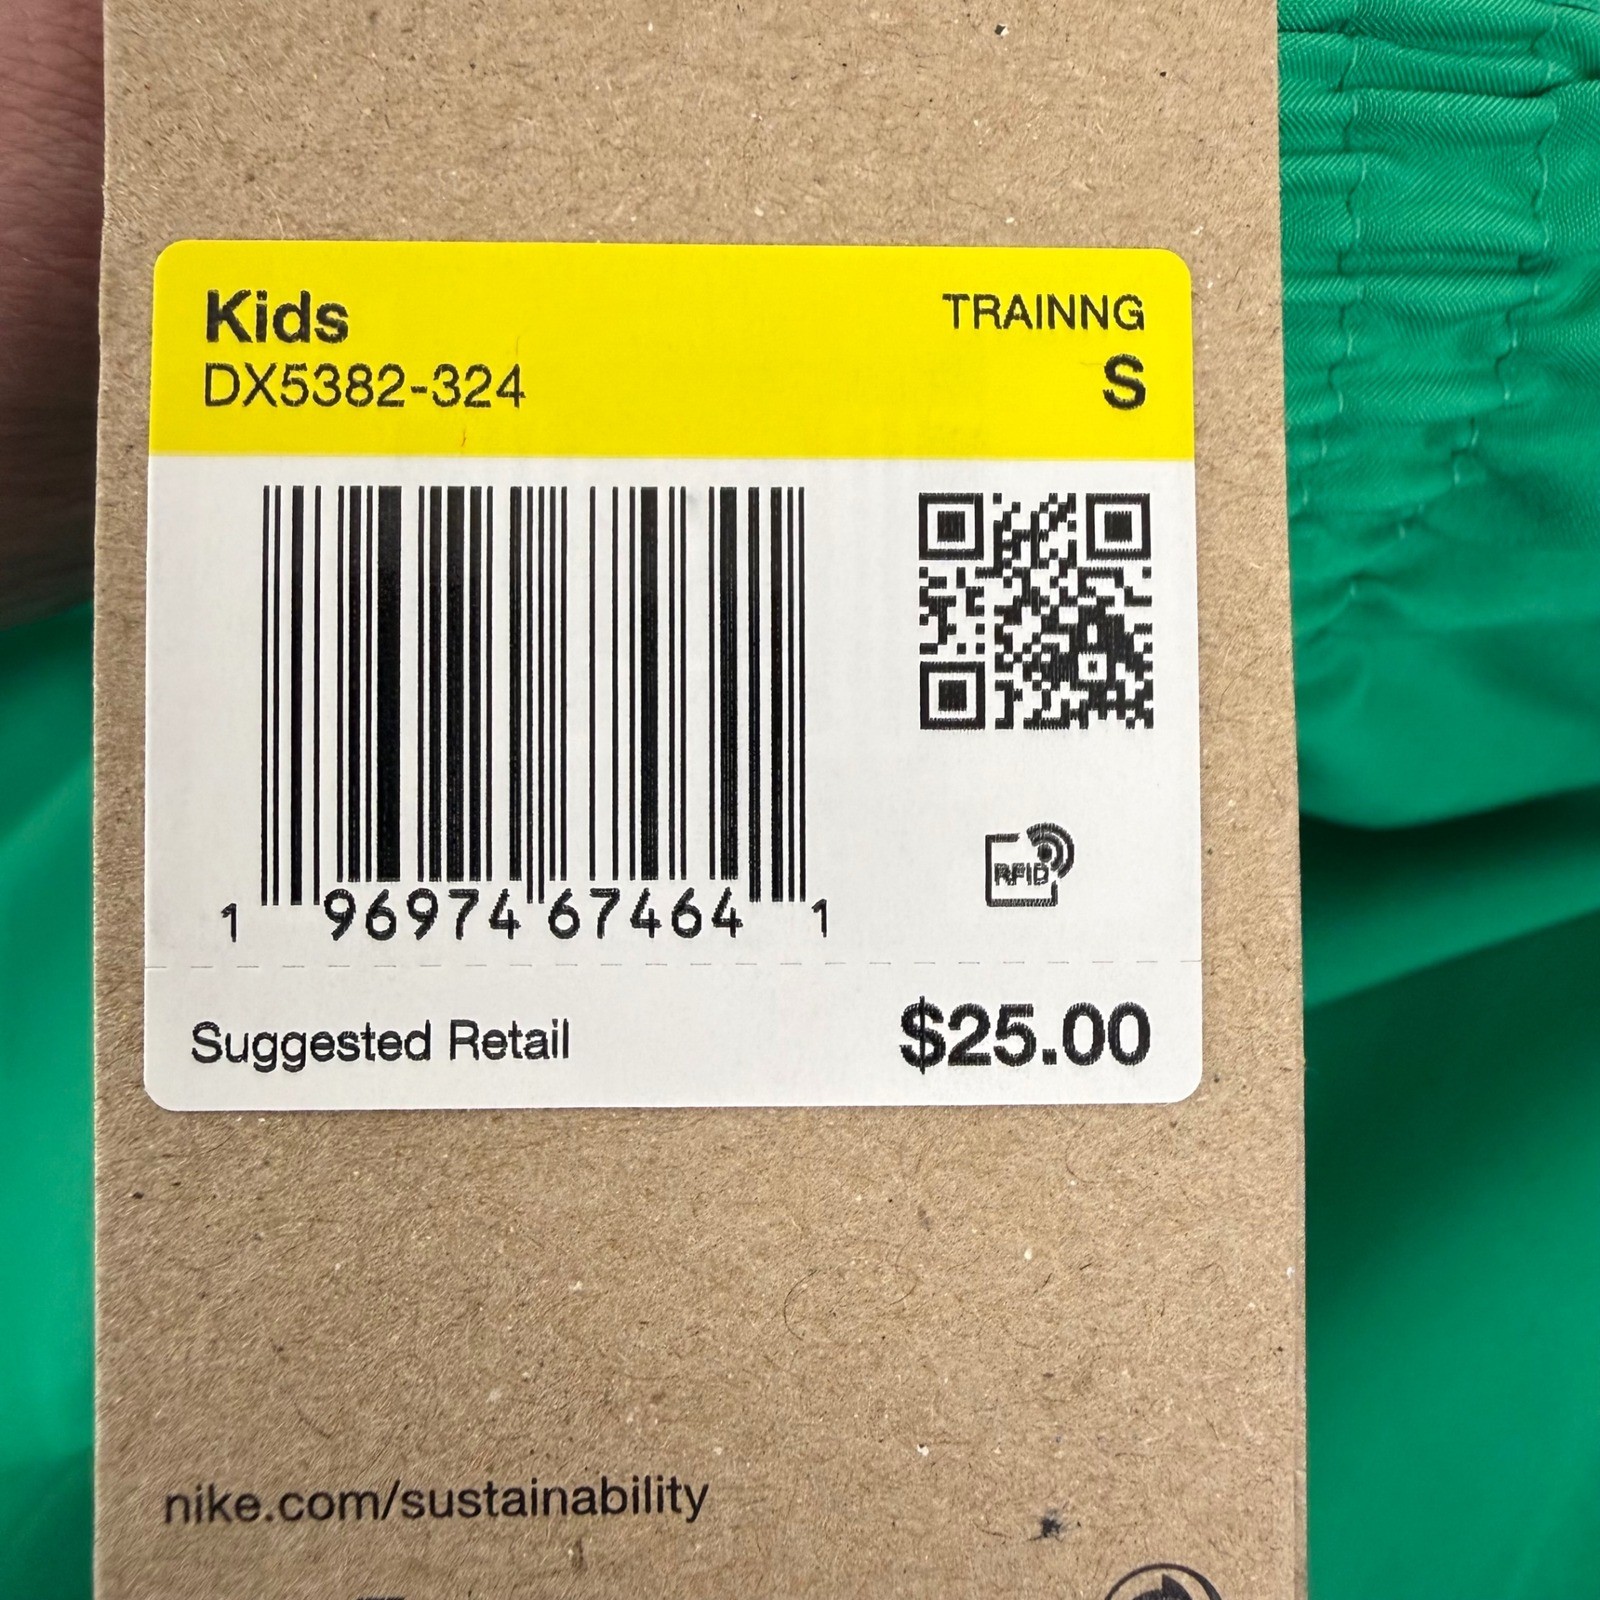 Kids
TRAINNG
DX5382-324
S
1 96974 67464 1
RFID
Suggested Retail
$25.00
nike.com/sustainability